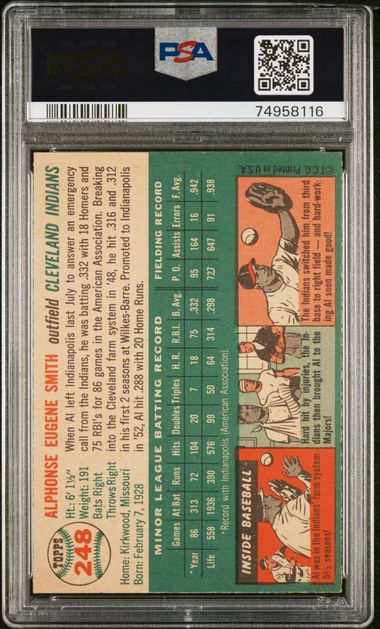 PSA
74958116
TOPPS
248
ALPHONSE EUGENE SMITH outfield CLEVELAND INDIANS
Ht: 6' 1½"
Weight: 191
Bats Right
Throws Right
Home: Kirkwood, Missouri
Born: February 7, 1928
When Al left Indianapolis last July to answer an emergency
call from the Indians, he was batting .332 with 18 Homers and
75 RBI's for 86 games in the American Association. Breaking
into the Cleveland farm system in '48, he hit .316 and .312
in his first 2 seasons at Wilkes-Barre. Promoted to Indianapolis
in '52, Al hit .288 with 20 Home Runs.
MINOR LEAGUE BATTING RECORD FIELDING RECORD
Games At Bat Runs Hits Doubles Triples H. R. R.B.I. B. Avg. P. O. Assists Errors F. Avg.
*Year 86 313 72 104 20 7 18 75 .332 95 164 16 .942
Life 558 1936 390 576 99 50 64 314 .298 727 647 91 .938
Record with Indianapolis (American Association)
INSIDE BASEBALL
Al was in the Indians' farm system
5½ seasons!
Hard hit by injuries, the In-
dians then brought Al to the
Majors!
The Indians switched him from third
base to right field — and hard-work-
ing Al soon made good!
©T.C.G. Printed in U.S.A.